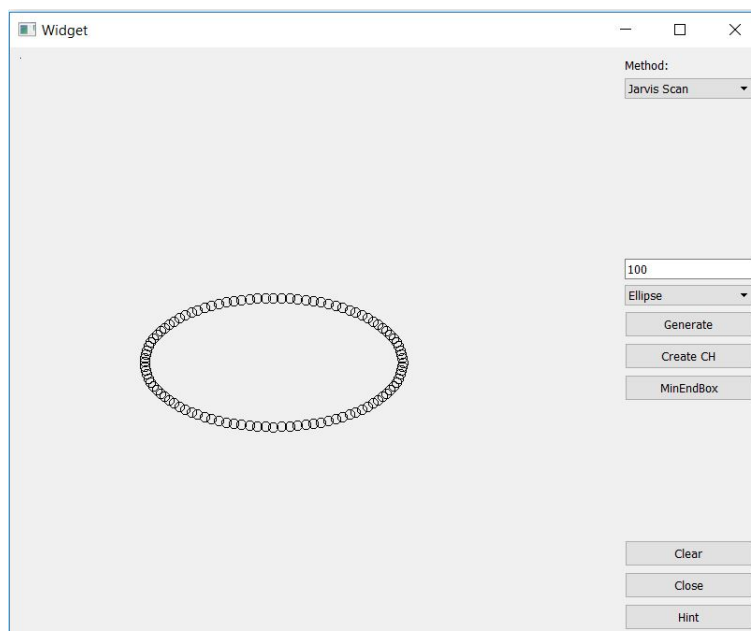 Widget
Method:
Jarvis Scan
100
Ellipse
Generate
Create CH
MinEndBox
Clear
Close
Hint